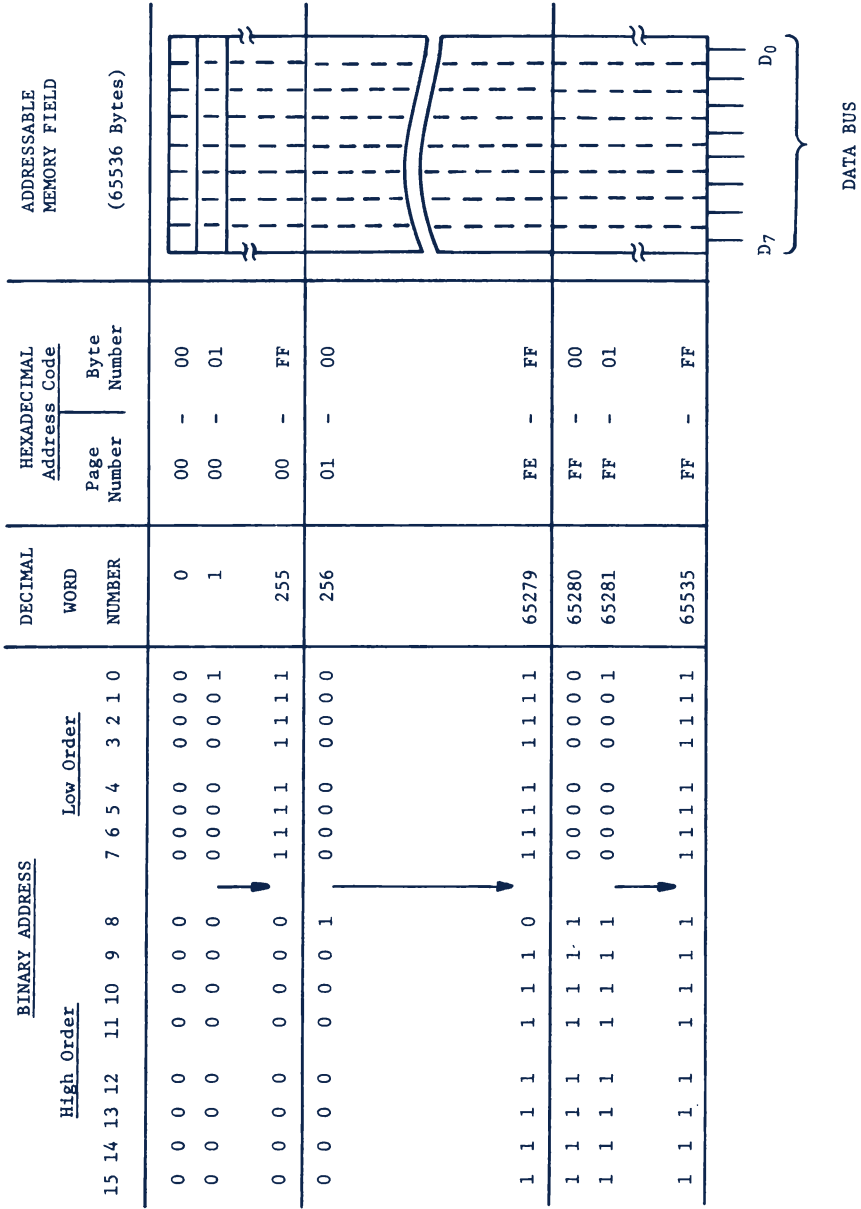 BINARY ADDRESS DECIMAL HEXADECIMAL ADDRESSABLE
High Order Low Order WORD Address Code MEMORY FIELD
Page Byte
15 14 13 12 11 10 9 8 7 6 5 4 3 2 1 0 NUMBER Number Number (65536 Bytes)
0 0 0 0 0 0 0 0 0 0 0 0 0 0 0 0 0 00 - 00
0 0 0 0 0 0 0 0 0 0 0 0 0 0 0 1 1 00 - 01
0 0 0 0 0 0 0 0 1 1 1 1 1 1 1 1 255 00 - FF
0 0 0 0 0 0 0 1 0 0 0 0 0 0 0 0 256 01 - 00
1 1 1 1 1 1 1 0 1 1 1 1 1 1 1 1 65279 FE - FF
1 1 1 1 1 1 1 1 0 0 0 0 0 0 0 0 65280 FF - 00
1 1 1 1 1 1 1 1 0 0 0 0 0 0 0 1 65281 FF - 01
1 1 1 1 1 1 1 1 1 1 1 1 1 1 1 1 65535 FF - FF
D7 D0
DATA BUS